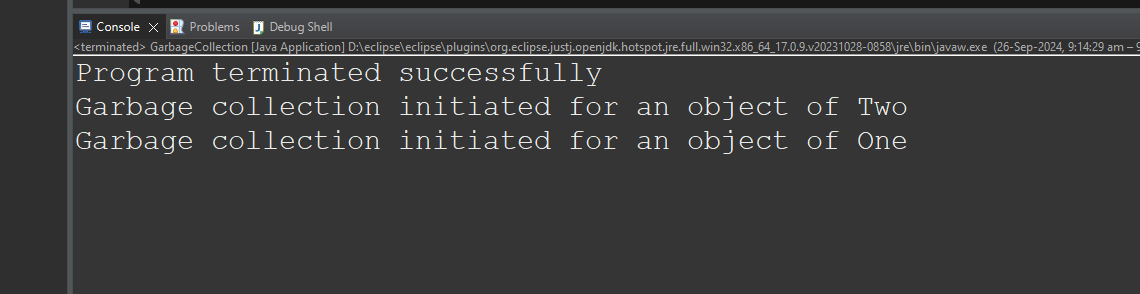 Console Problems Debug Shell
<terminated> GarbageCollection [Java Application] D:\eclipse\eclipse\plugins\org.eclipse.justj.openjdk.hotspot.jre.full.win32.x86_64_17.0.9.v20231028-0858\jre\bin\javaw.exe (26-Sep-2024, 9:14:29 am – 9
Program terminated successfully
Garbage collection initiated for an object of Two
Garbage collection initiated for an object of One